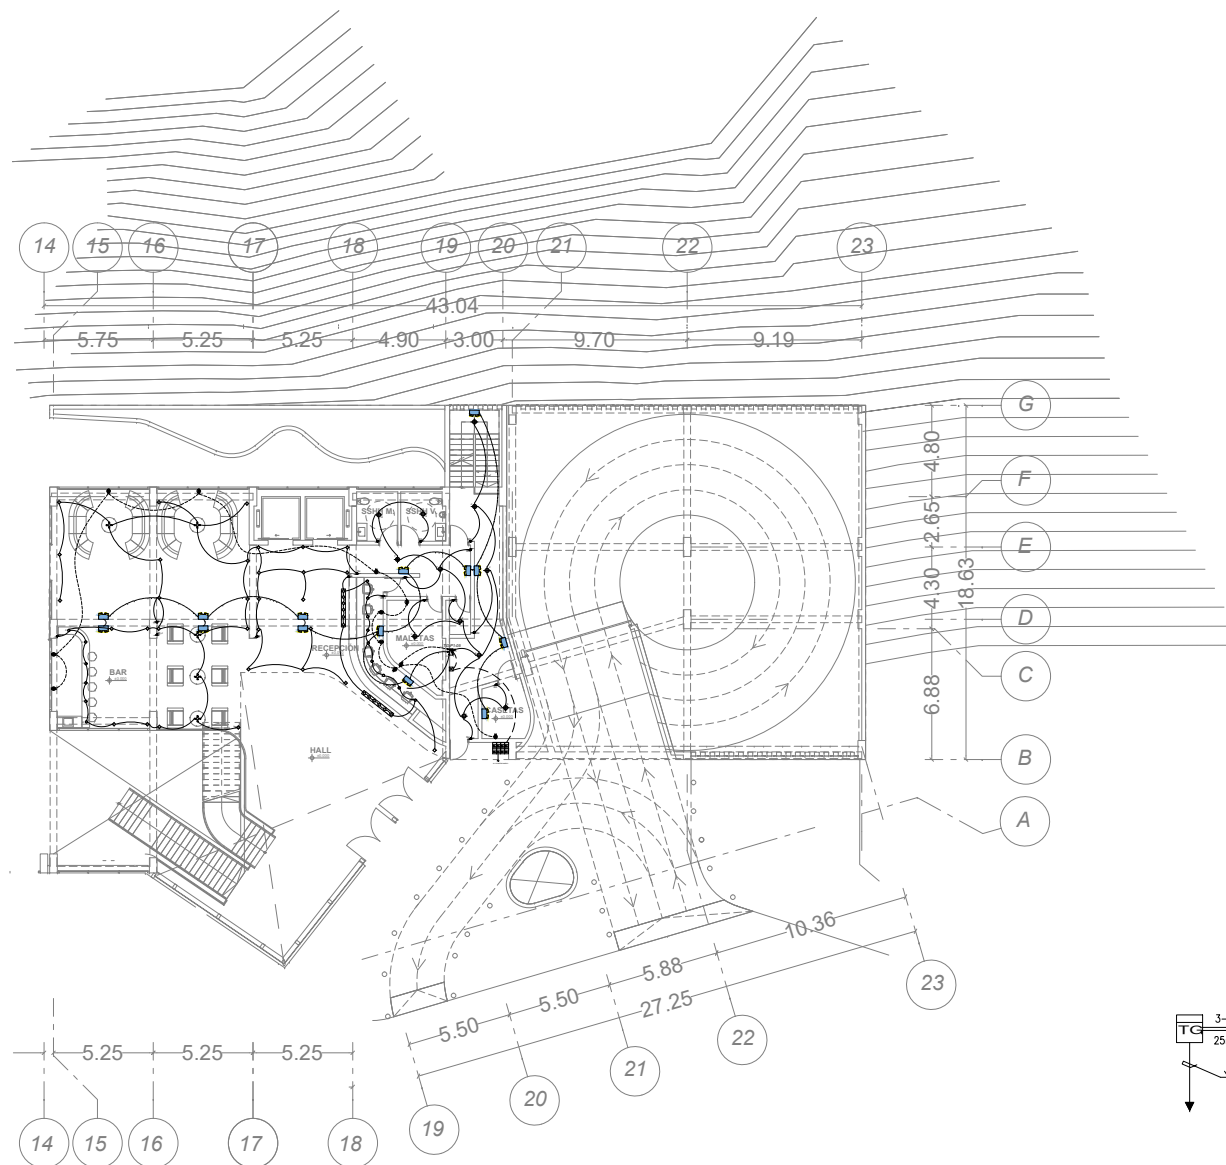 14 15 16 17 18 19 20 21 22 23
43.04
5.75 5.25 5.25 4.90 3.00 9.70 9.19
G
4.80
F
2.65
SSHH M. SSHH V.
E
4.30
18.63
D
MALETAS
RECEPCION
BAR
C
6.88
CASETAS
HALL
B
A
10.36
5.88
23
27.25
5.50
3-
TG
25
5.50
22
5.25 5.25 5.25
21
20
19
14 15 16 17 18